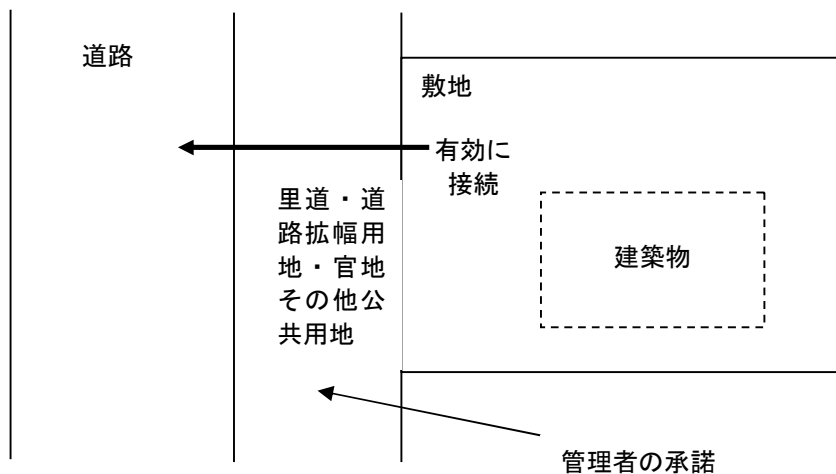 道路
敷地
有効に
接続
里道・道
路拡幅用
地・官地
その他公
共用地
建築物
管理者の承諾